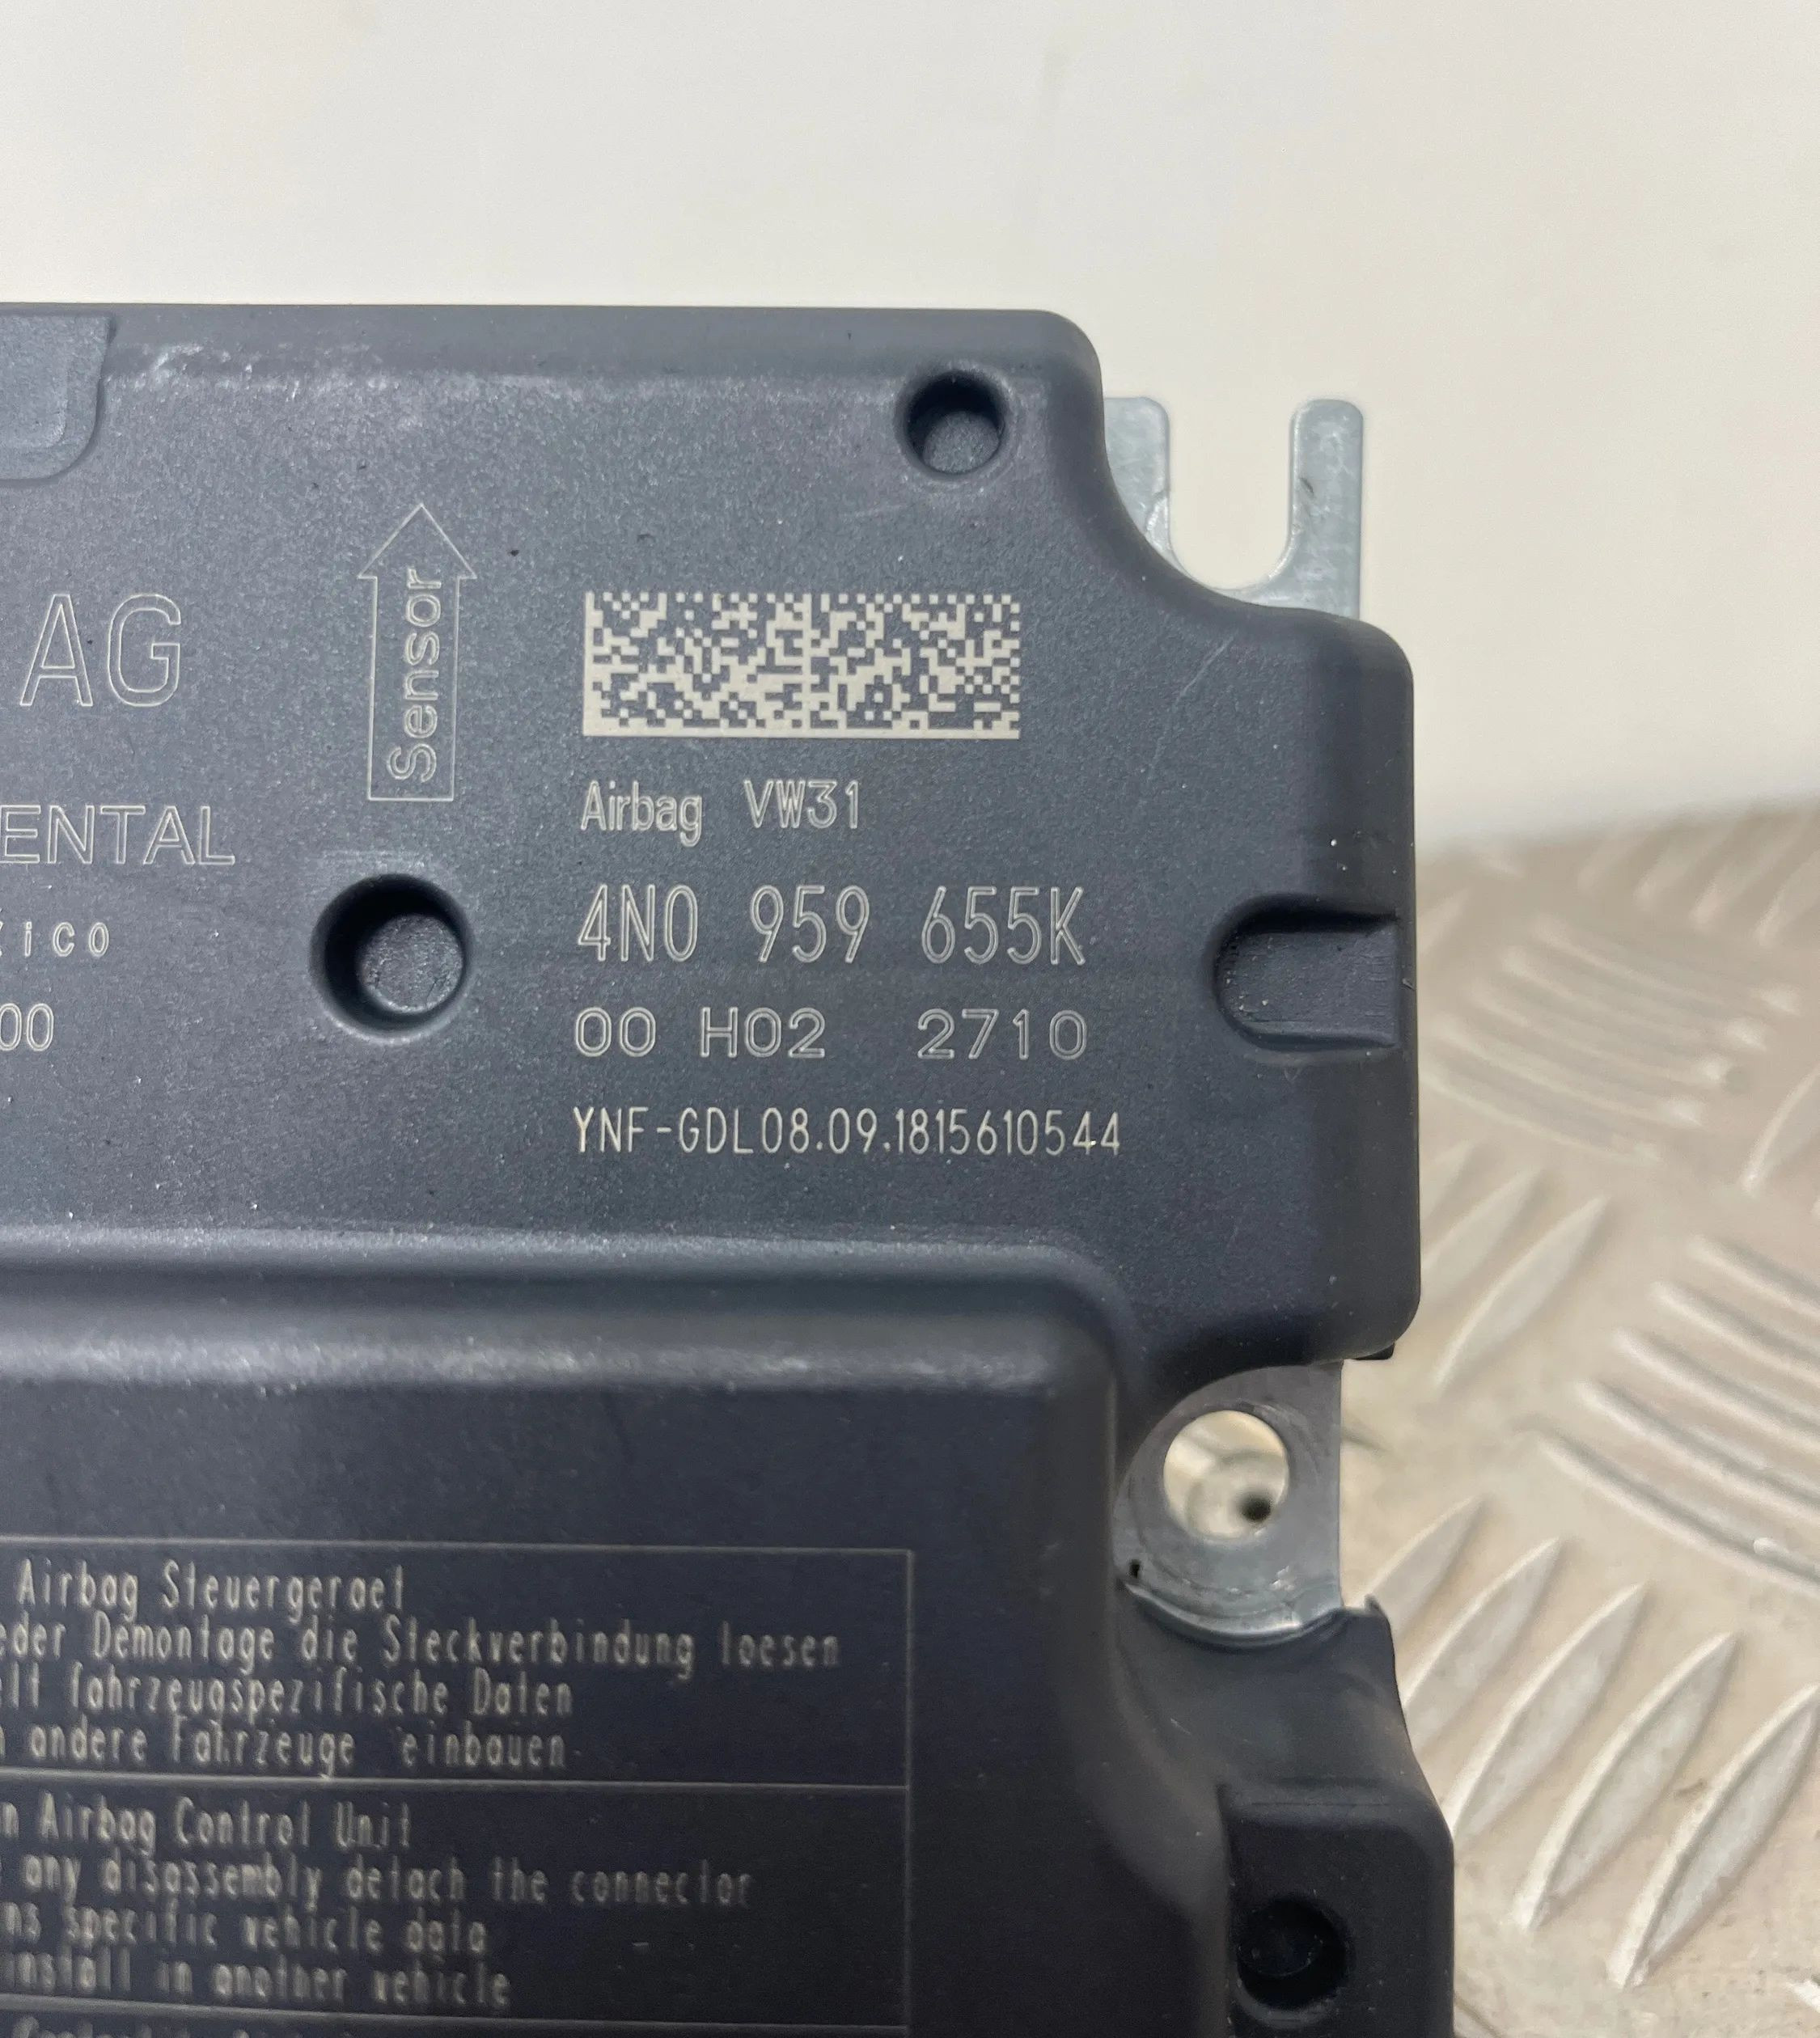 AG
Sensor
ENTAL
xico
00
Airbag VW31
4N0 959 655K
00 H02 2710
YNF-GDL08.09.1815610544
Airbag Steuergeraet
Demontage die Steckverbindung loesen
fahrzeugspezifische Daten
andere Fahrzeuge einbauen
Airbag Control Unit
any disassembly detach the connector
specific vehicle data
install in another vehicle